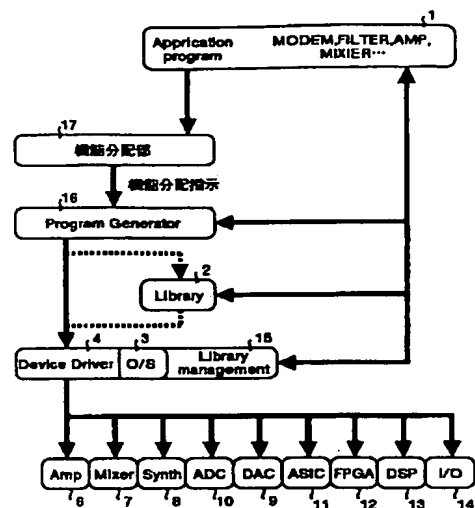 1
Apprication program
MODEM,FILTER,AMP,
MIXIER···
17
機能分配部
機能分配指示
16
Program Generator
2
Library
4
3
15
Device Driver
O/S
Library management
Amp
Mixer
Synth
ADC
DAC
ASIC
FPGA
DSP
I/O
6
7
8
10
9
11
12
13
14